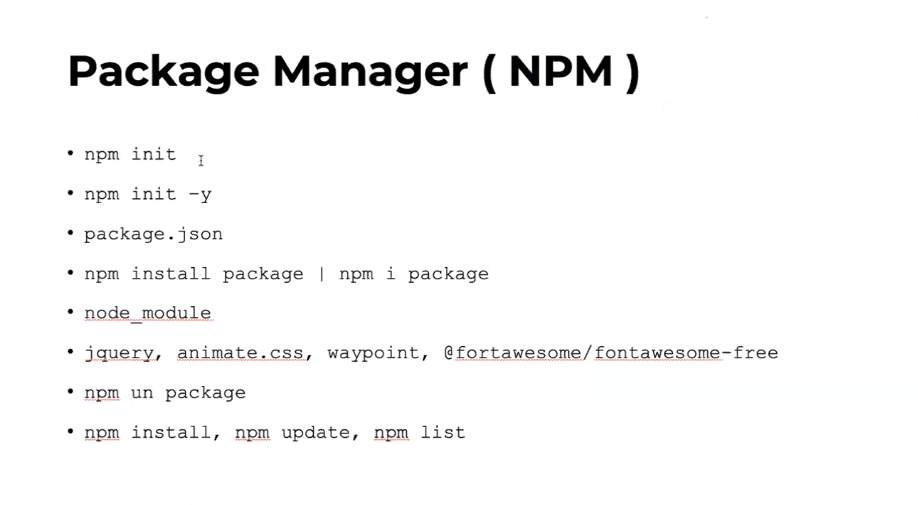 Package Manager ( NPM )
• npm init
• npm init –y
• package.json
• npm install package | npm i package
• node_module
• jquery, animate.css, waypoint, @fortawesome/fontawesome-free
• npm un package
• npm install, npm update, npm list